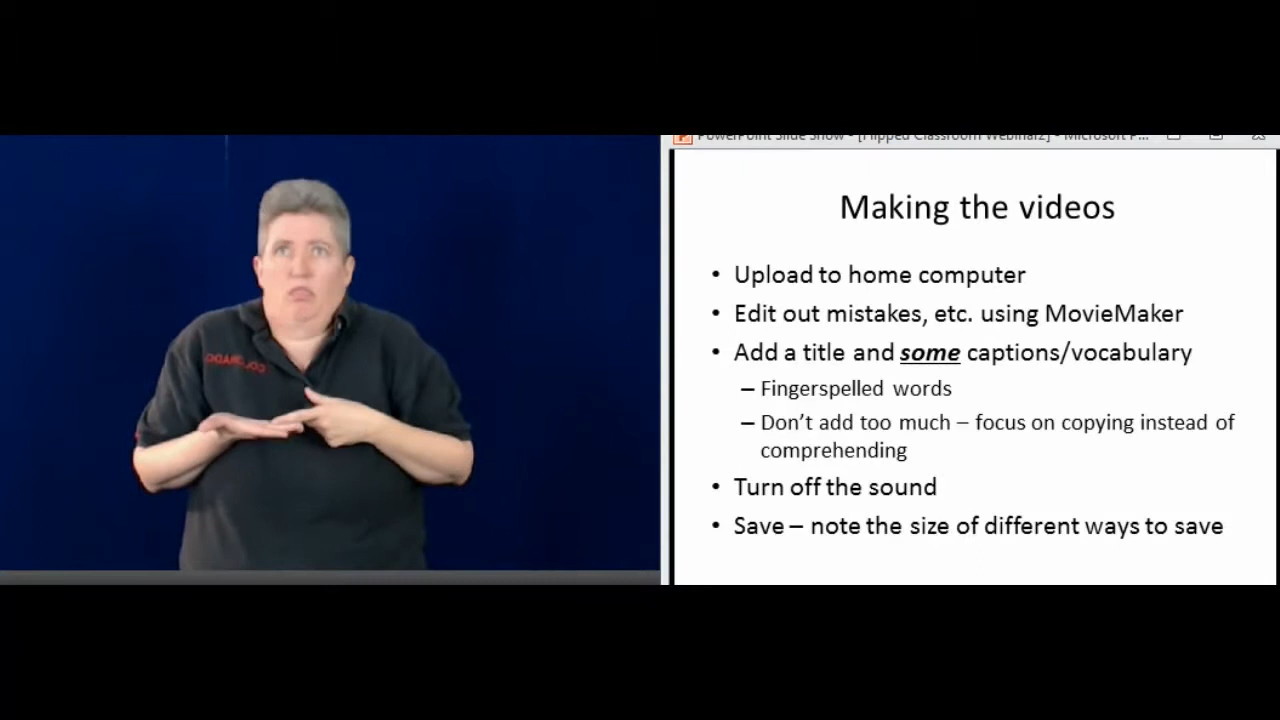 PowerPoint Slide Show - [Flipped Classroom Webinar2] - Microsoft P...
Making the videos
• Upload to home computer
• Edit out mistakes, etc. using MovieMaker
• Add a title and some captions/vocabulary
– Fingerspelled words
– Don't add too much – focus on copying instead of
comprehending
• Turn off the sound
• Save – note the size of different ways to save